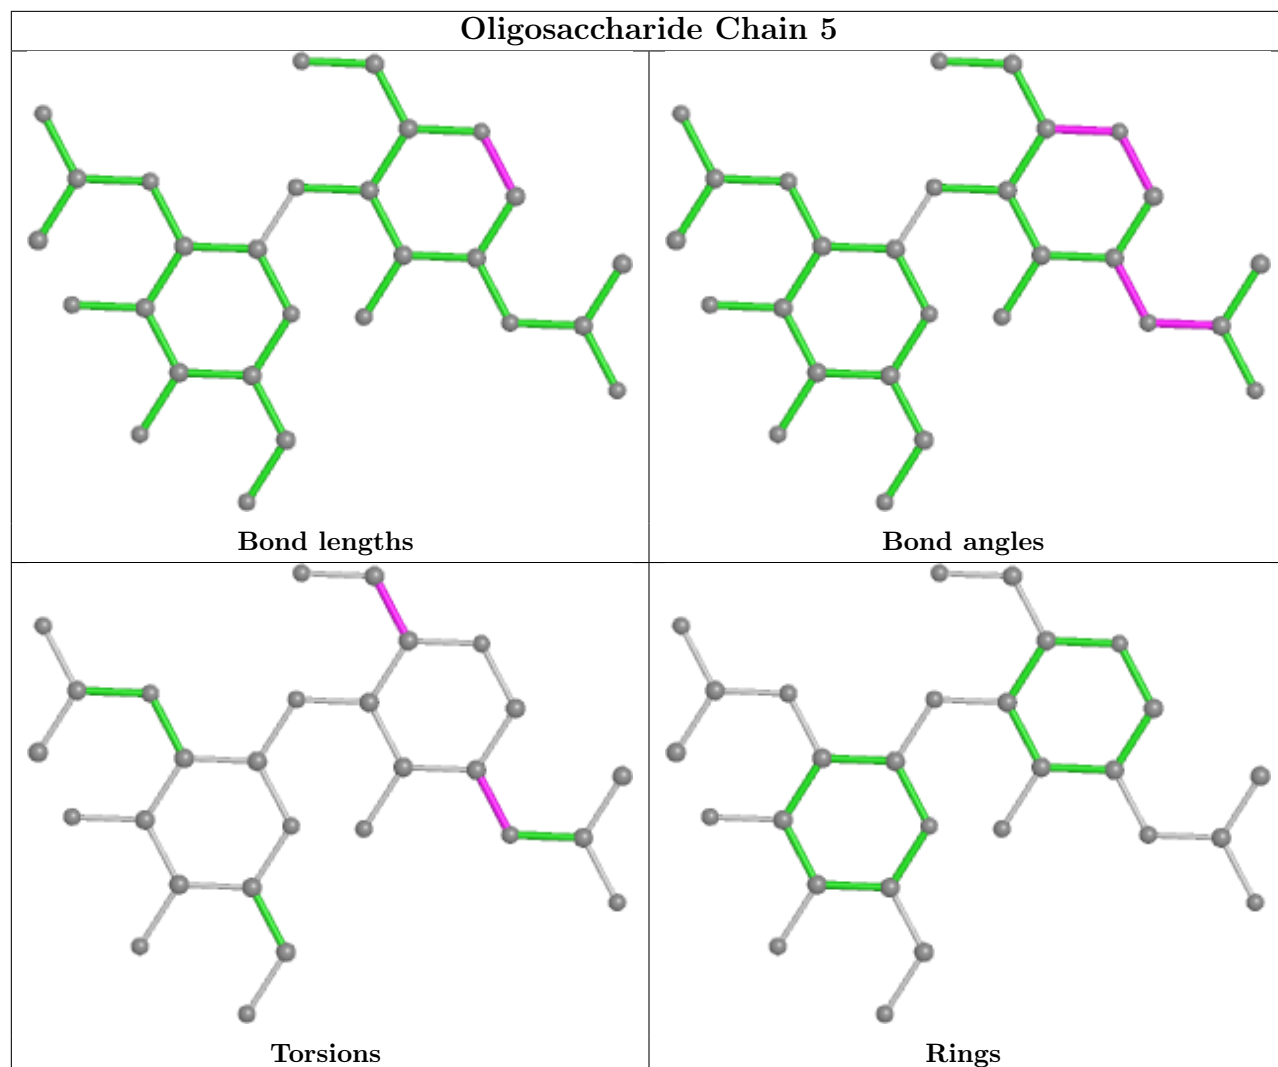 Oligosaccharide Chain 5
Bond lengths
Bond angles
Torsions
Rings